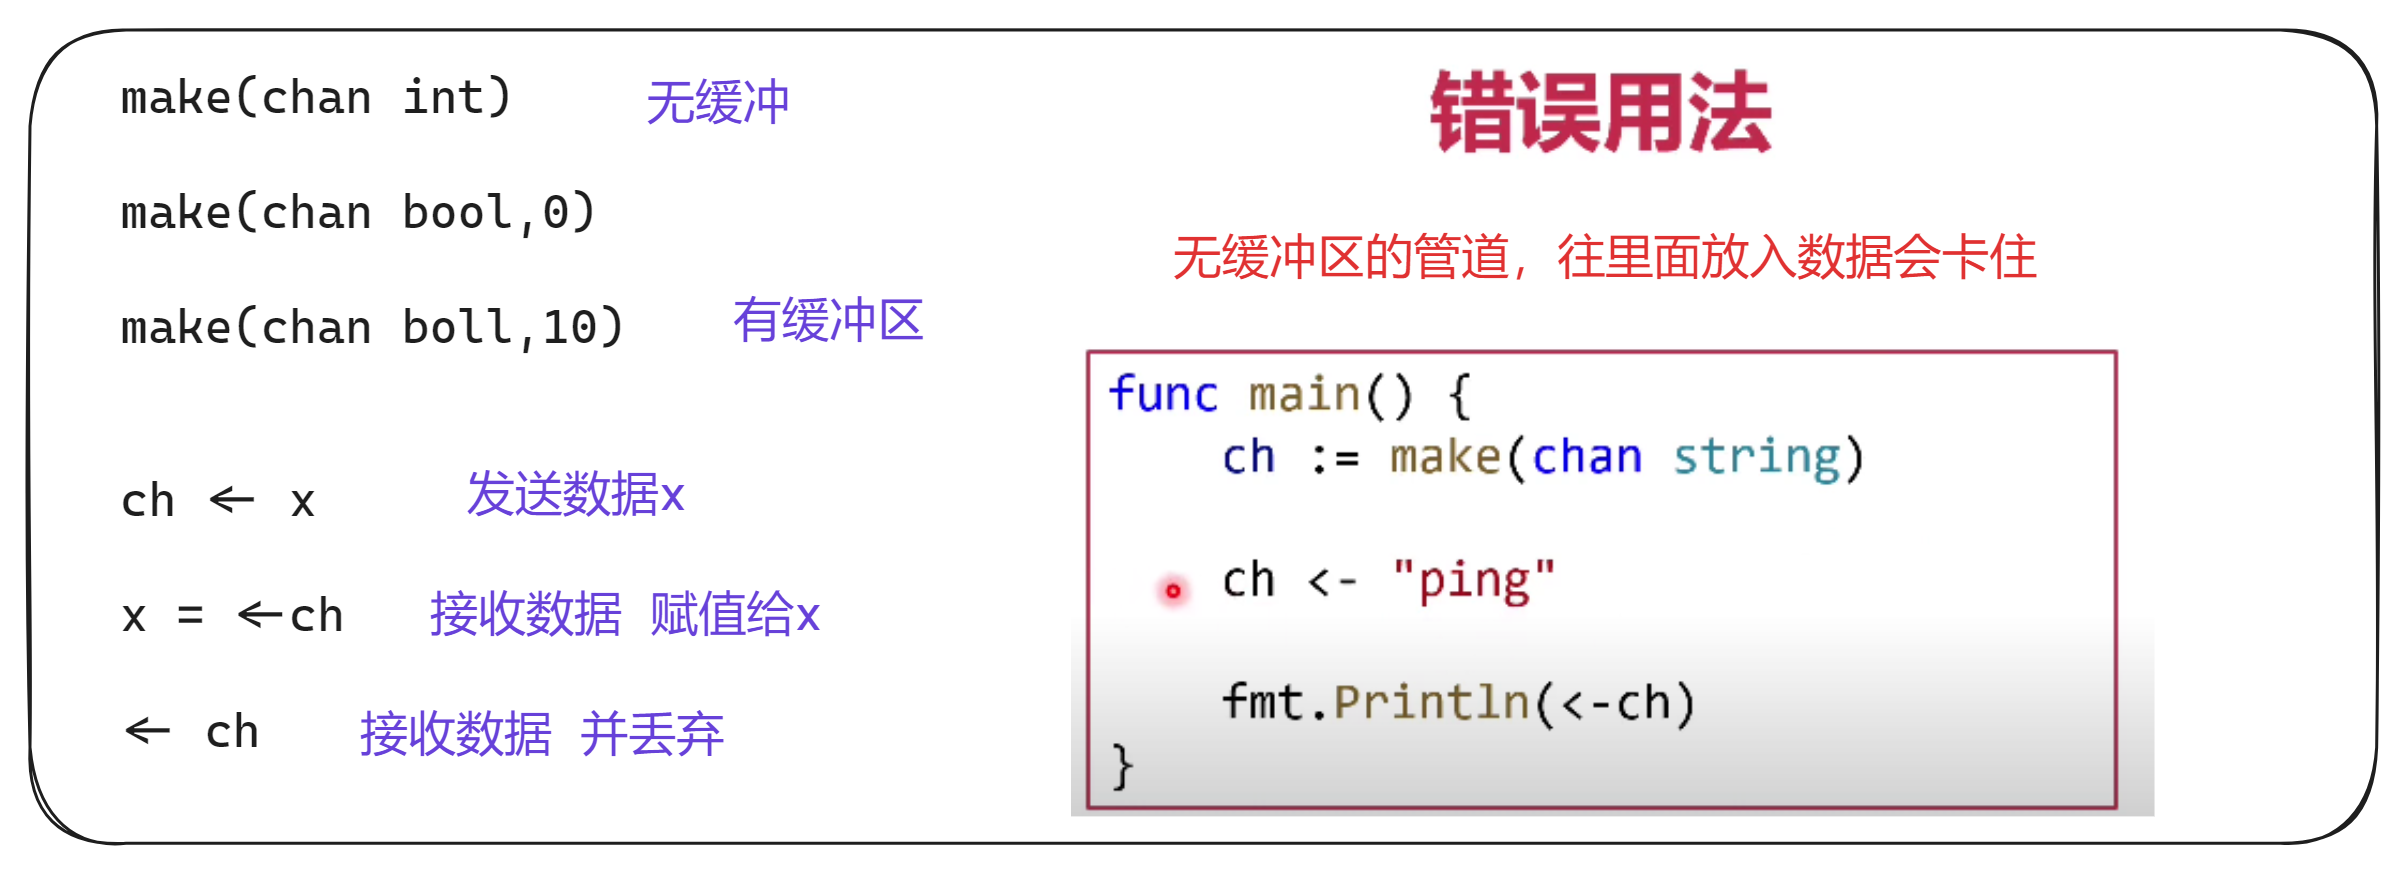 make(chan int) 无缓冲
make(chan bool,0)
make(chan boll,10) 有缓冲区
ch <- x 发送数据x
x = <-ch 接收数据 赋值给x
<- ch 接收数据 并丢弃
错误用法
无缓冲区的管道，往里面放入数据会卡住
func main() {
ch := make(chan string)
ch <- "ping"
fmt.Println(<-ch)
}